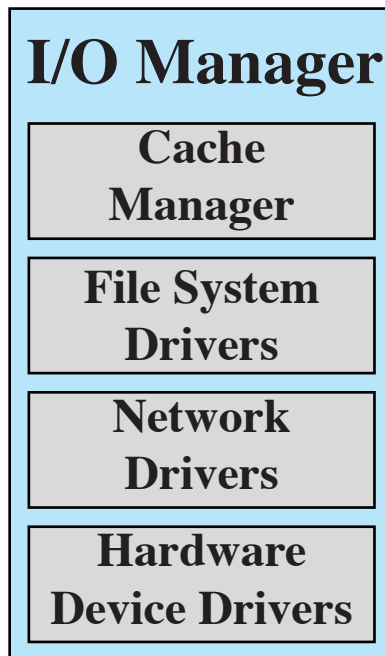 I/O Manager
Cache
Manager
File System
Drivers
Network
Drivers
Hardware
Device Drivers